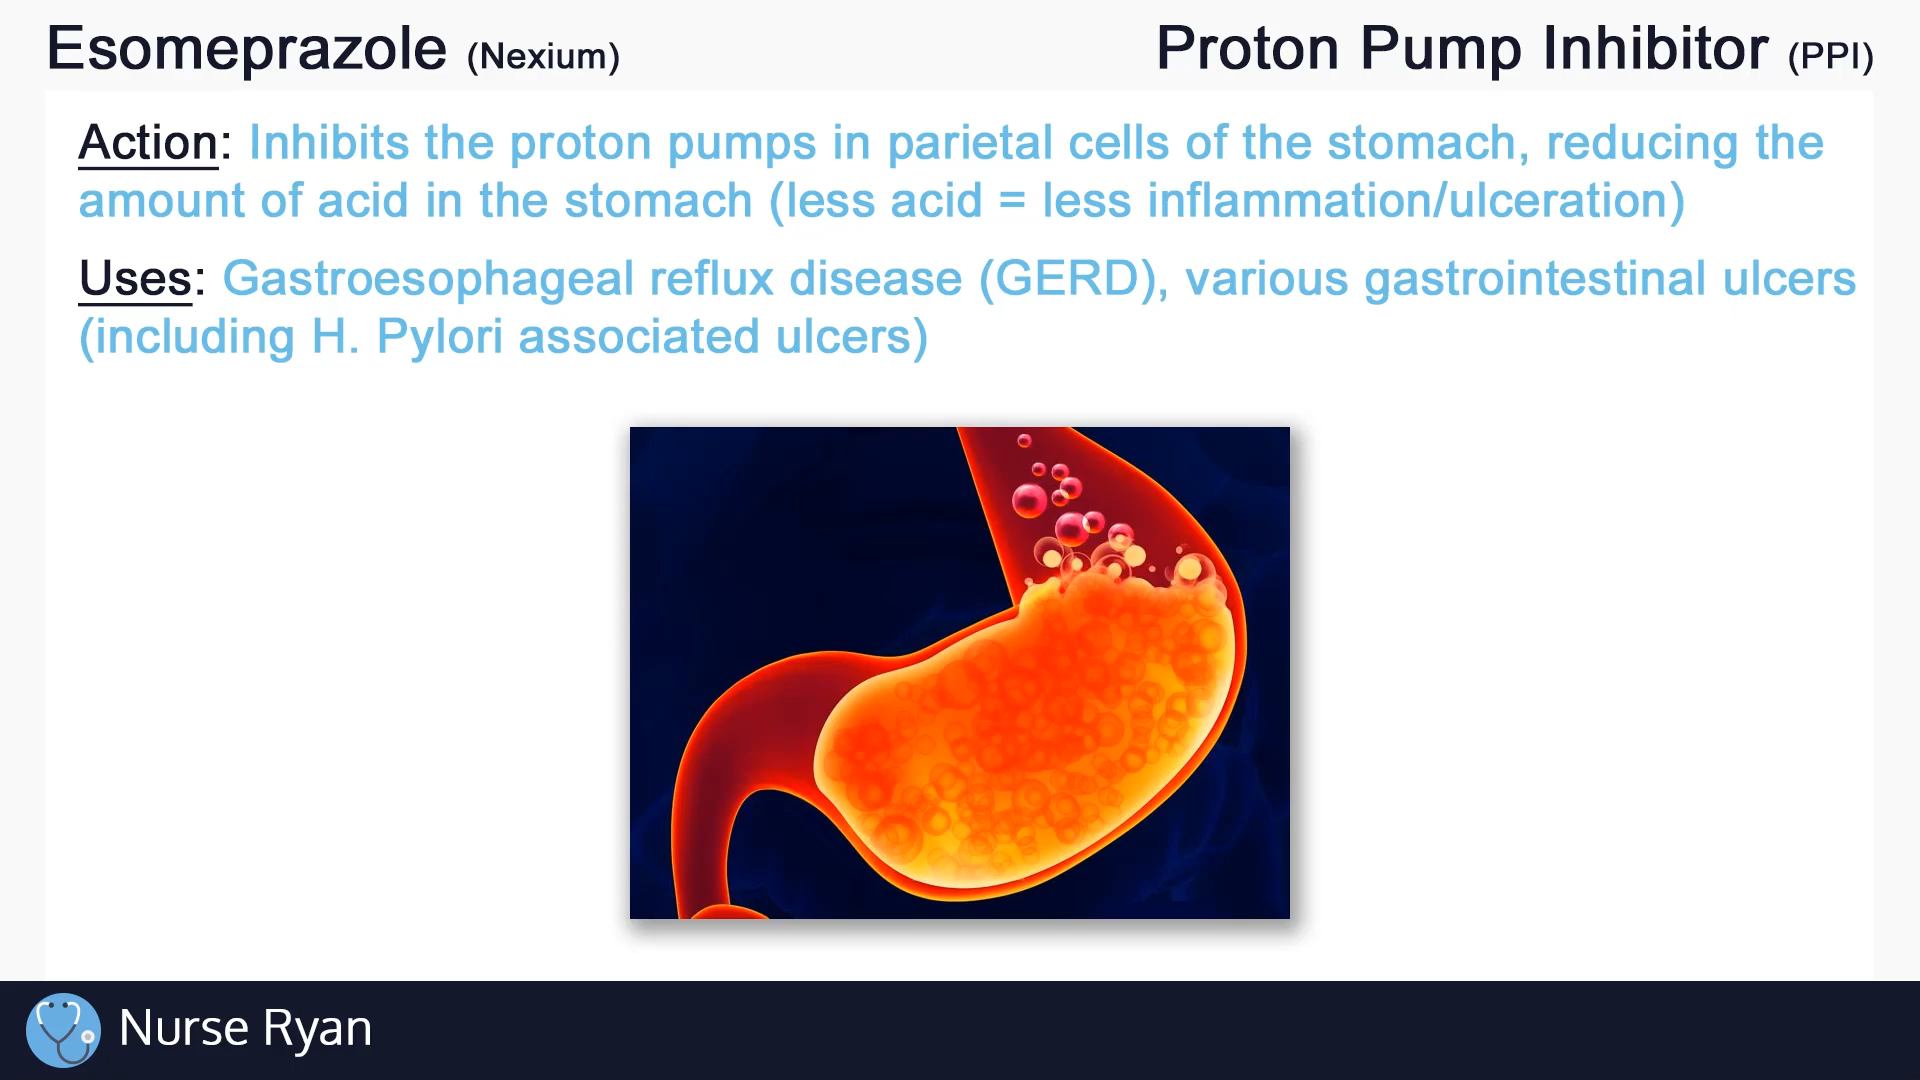 Esomeprazole (Nexium)
Proton Pump Inhibitor (PPI)
Action: Inhibits the proton pumps in parietal cells of the stomach, reducing the
amount of acid in the stomach (less acid = less inflammation/ulceration)
Uses: Gastroesophageal reflux disease (GERD), various gastrointestinal ulcers
(including H. Pylori associated ulcers)
Nurse Ryan